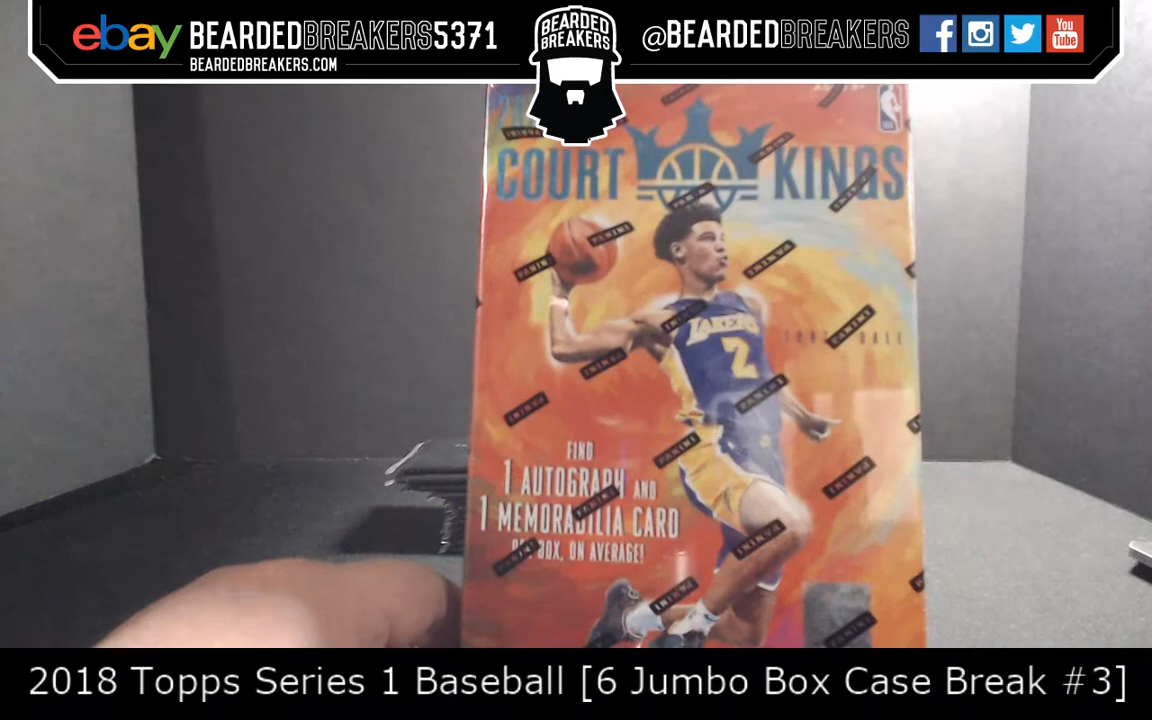 ebay BEARDEDBREAKERS5371
BEARDEDBREAKERS.COM
BEARDED
BREAKERS
@BEARDEDBREAKERS
You
Tube
COURT KINGS
PANINI
LAKERS
2
FIND
1 AUTOGRAPH AND
1 MEMORABILIA CARD
PER BOX, ON AVERAGE!
2018 Topps Series 1 Baseball [6 Jumbo Box Case Break #3]